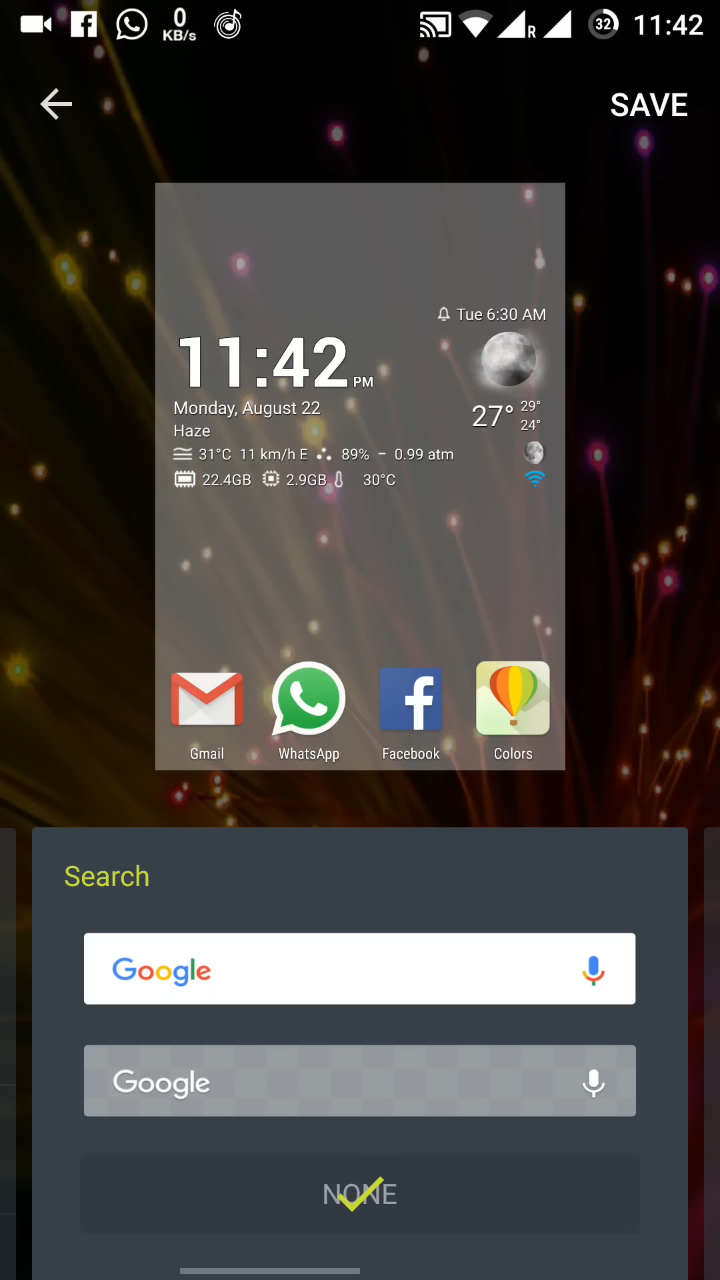 0
KB/s
R
32
11:42
SAVE
Tue 6:30 AM
11:42 PM
Monday, August 22
Haze
27° 29°
24°
31°C 11 km/h E 89% – 0.99 atm
22.4GB 2.9GB 30°C
Gmail WhatsApp Facebook Colors
Search
Google
Google
NONE